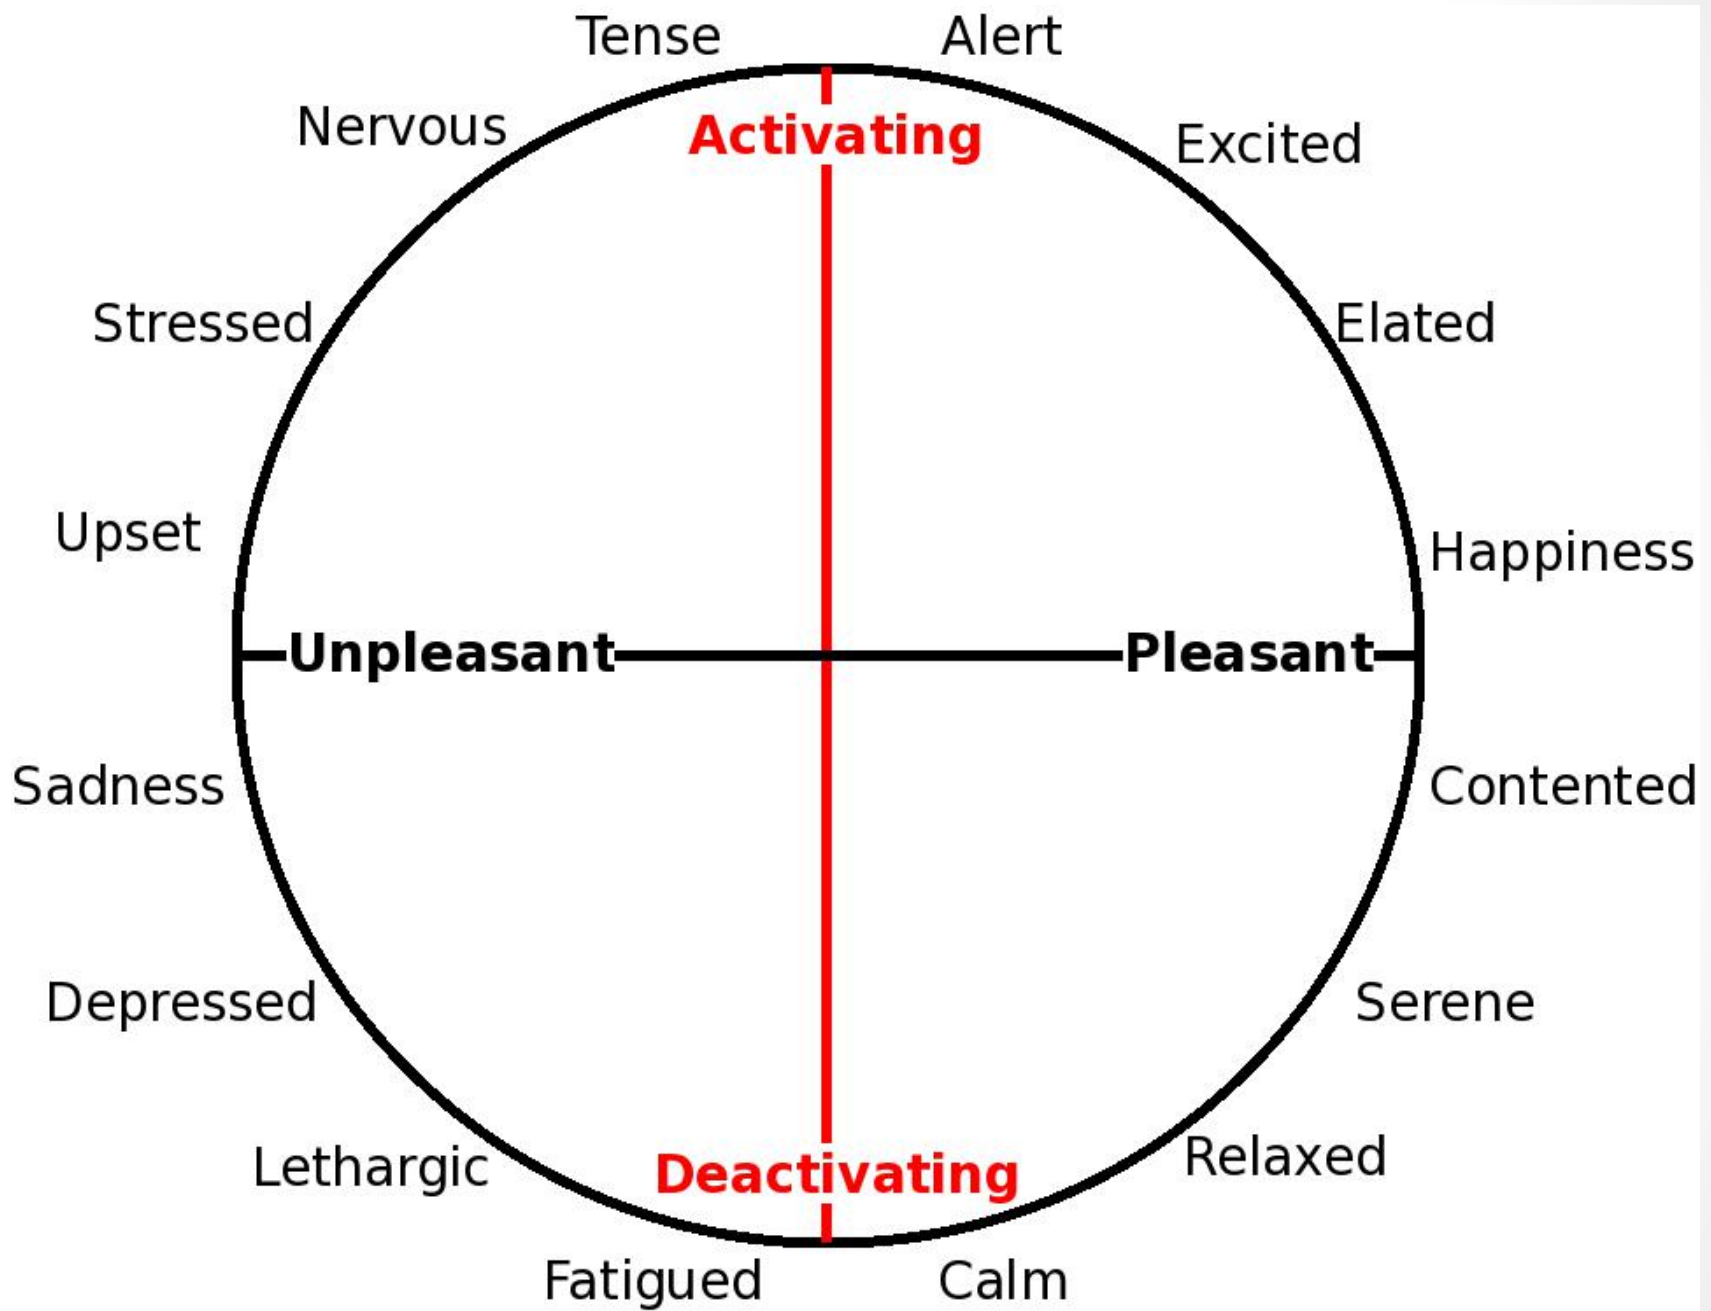 Tense
Alert
Nervous
Activating
Excited
Stressed
Elated
Upset
Happiness
Unpleasant
Pleasant
Sadness
Contented
Depressed
Serene
Lethargic
Deactivating
Relaxed
Fatigued
Calm